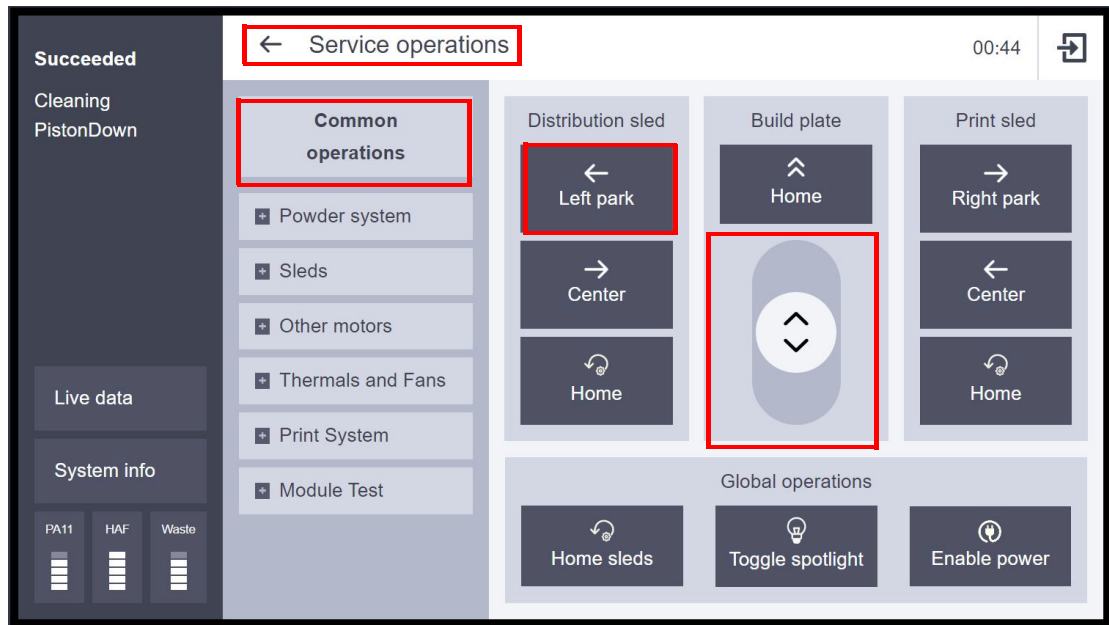 Succeeded
Cleaning
PistonDown
Live data
System info
PA11 HAF Waste
Service operations
00:44
Common
operations
Powder system
Sleds
Other motors
Thermals and Fans
Print System
Module Test
Distribution sled
Left park
Center
Home
Build plate
Home
Print sled
Right park
Center
Home
Global operations
Home sleds
Toggle spotlight
Enable power